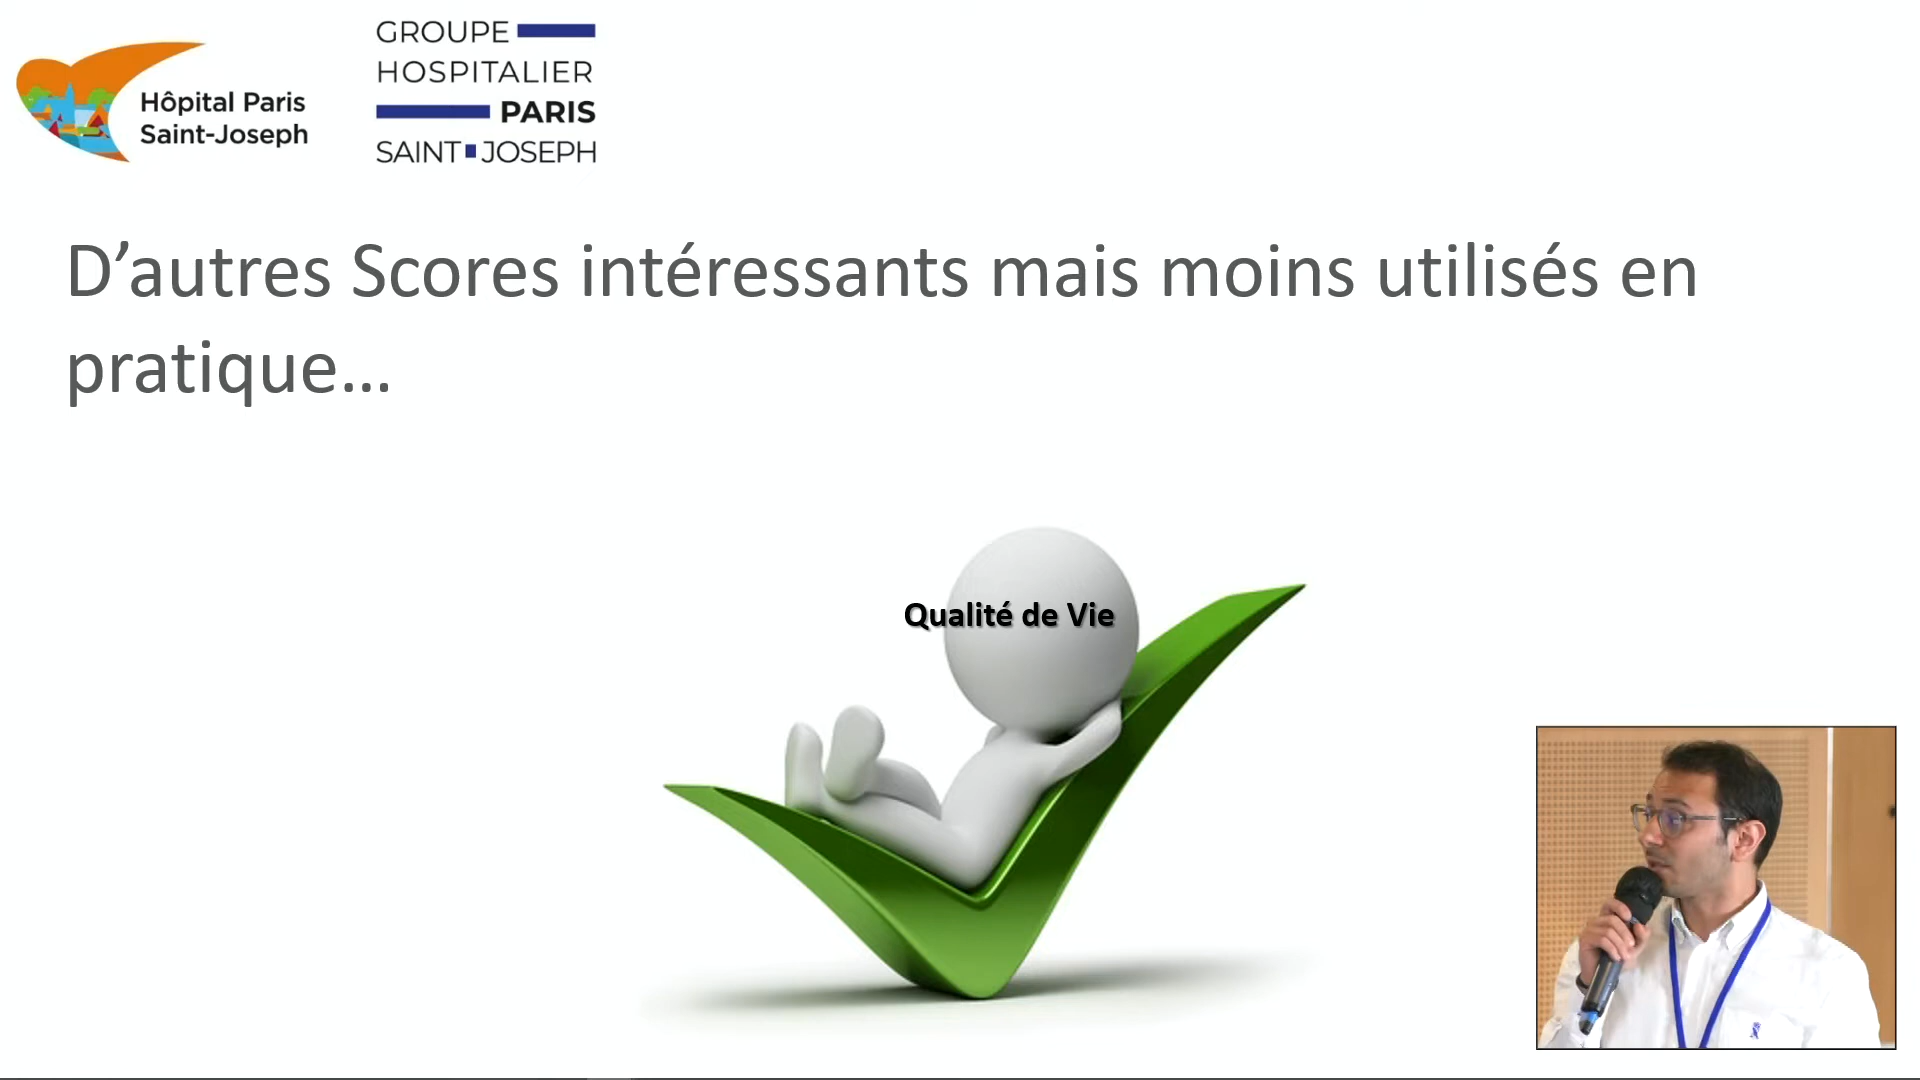 Hôpital Paris
Saint-Joseph
GROUPE
HOSPITALIER
PARIS
SAINT JOSEPH
D’autres Scores intéressants mais moins utilisés en
pratique…
Qualité de Vie